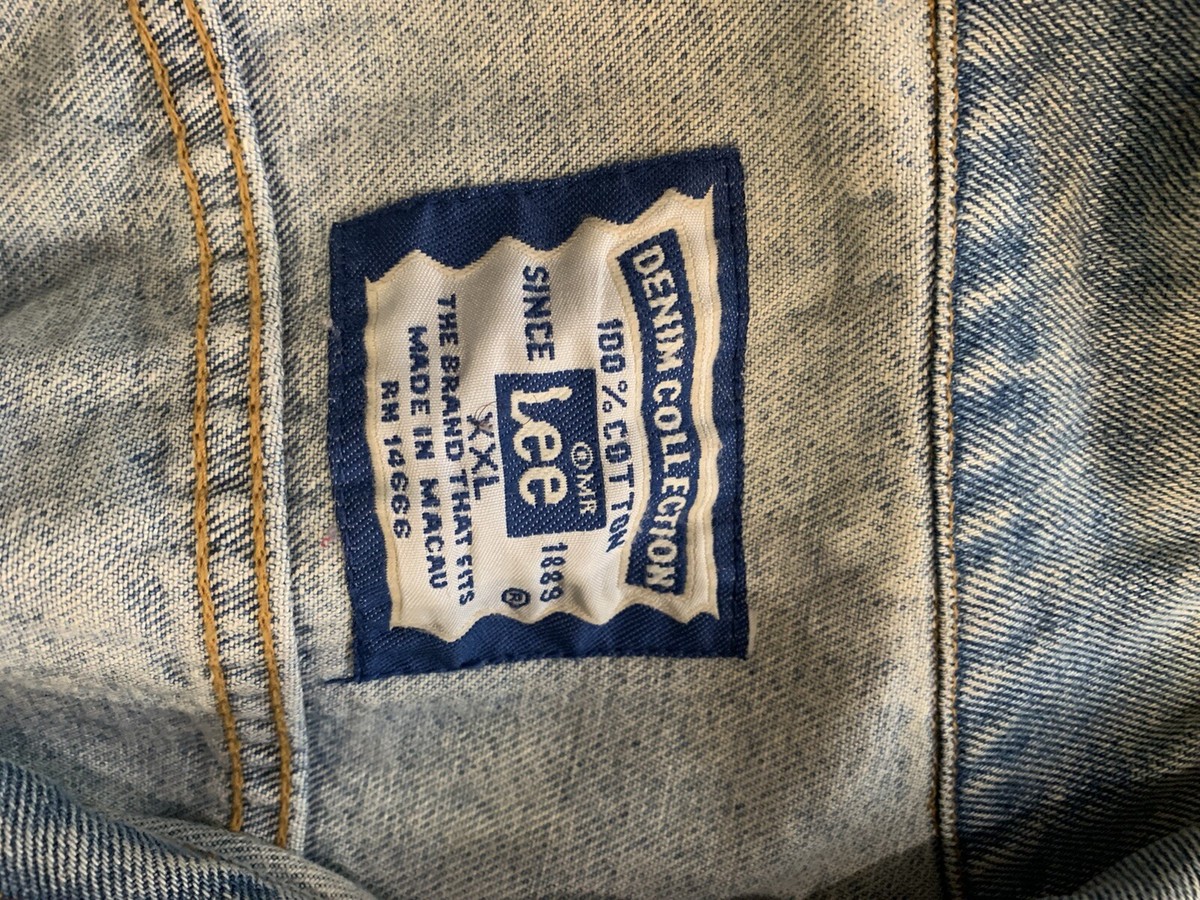 DENIM COLLECTION
100 % COTTON
®MR
SINCE Lee 1889
®
XXL
THE BRAND THAT FITS
MADE IN MACAU
RN 14666